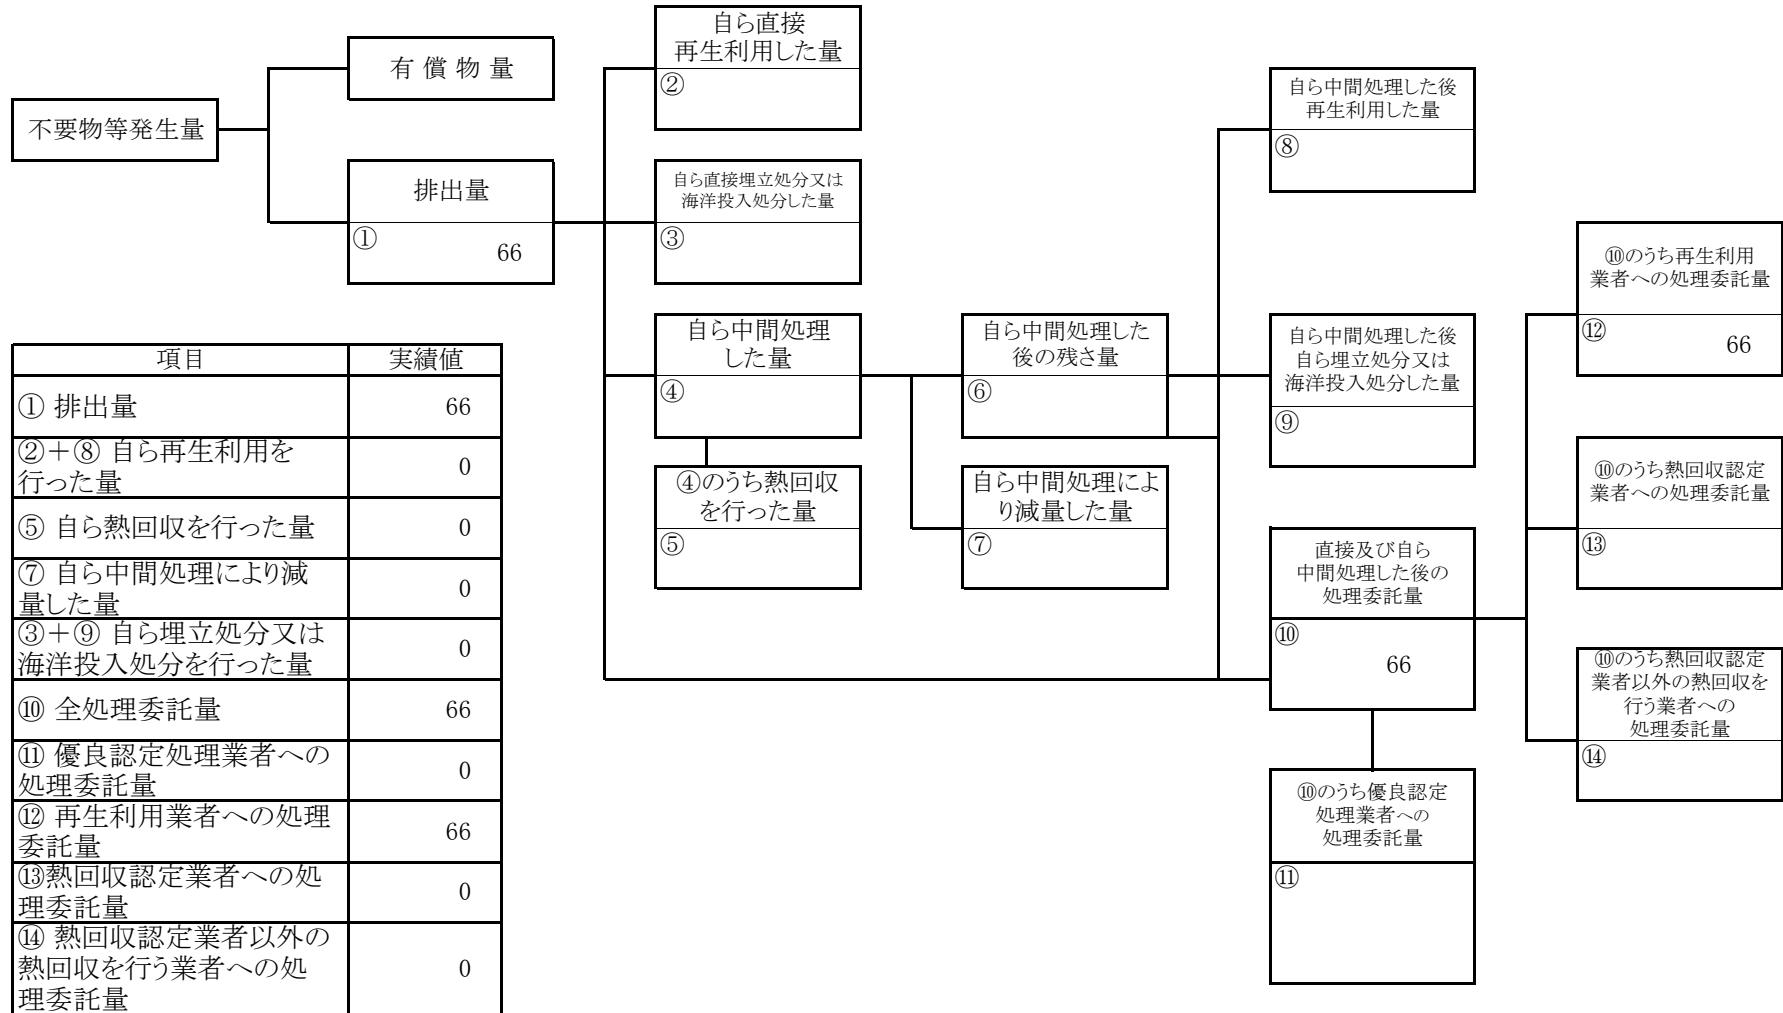 不要物等発生量
有 償 物 量
排出量
①
66
自ら直接
再生利用した量
②
自ら直接埋立処分又は
海洋投入処分した量
③
自ら中間処理
した量
④
④のうち熱回収
を行った量
⑤
自ら中間処理した
後の残さ量
⑥
自ら中間処理によ
り減量した量
⑦
自ら中間処理した後
再生利用した量
⑧
自ら中間処理した後
自ら埋立処分又は
海洋投入処分した量
⑨
直接及び自ら
中間処理した後の
処理委託量
⑩
66
⑩のうち優良認定
処理業者への
処理委託量
⑪
⑩のうち再生利用
業者への処理委託量
⑫
66
⑩のうち熱回収認定
業者への処理委託量
⑬
⑩のうち熱回収認定
業者以外の熱回収を
行う業者への
処理委託量
⑭
項目 実績値
① 排出量 66
②＋⑧ 自ら再生利用を
行った量 0
⑤ 自ら熱回収を行った量 0
⑦ 自ら中間処理により減
量した量 0
③＋⑨ 自ら埋立処分又は
海洋投入処分を行った量 0
⑩ 全処理委託量 66
⑪ 優良認定処理業者への
処理委託量 0
⑫ 再生利用業者への処理
委託量 66
⑬熱回収認定業者への処
理委託量 0
⑭ 熱回収認定業者以外の
熱回収を行う業者への処
理委託量 0